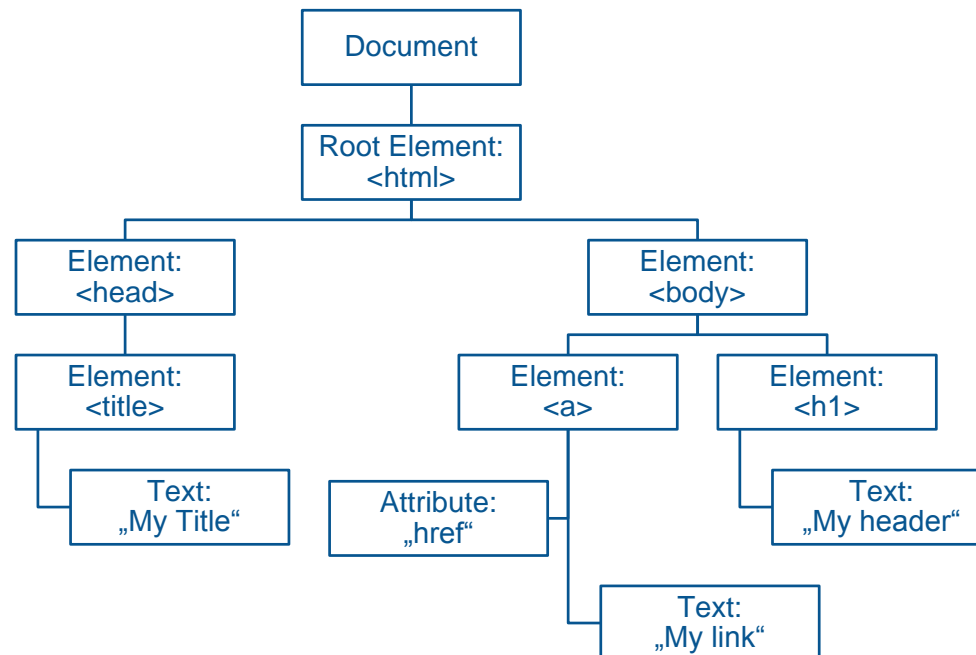 Document
Root Element:
<html>
Element:
<head>
Element:
<body>
Element:
<title>
Element:
<a>
Element:
<h1>
Text:
„My Title“
Attribute:
„href“
Text:
„My header“
Text:
„My link“